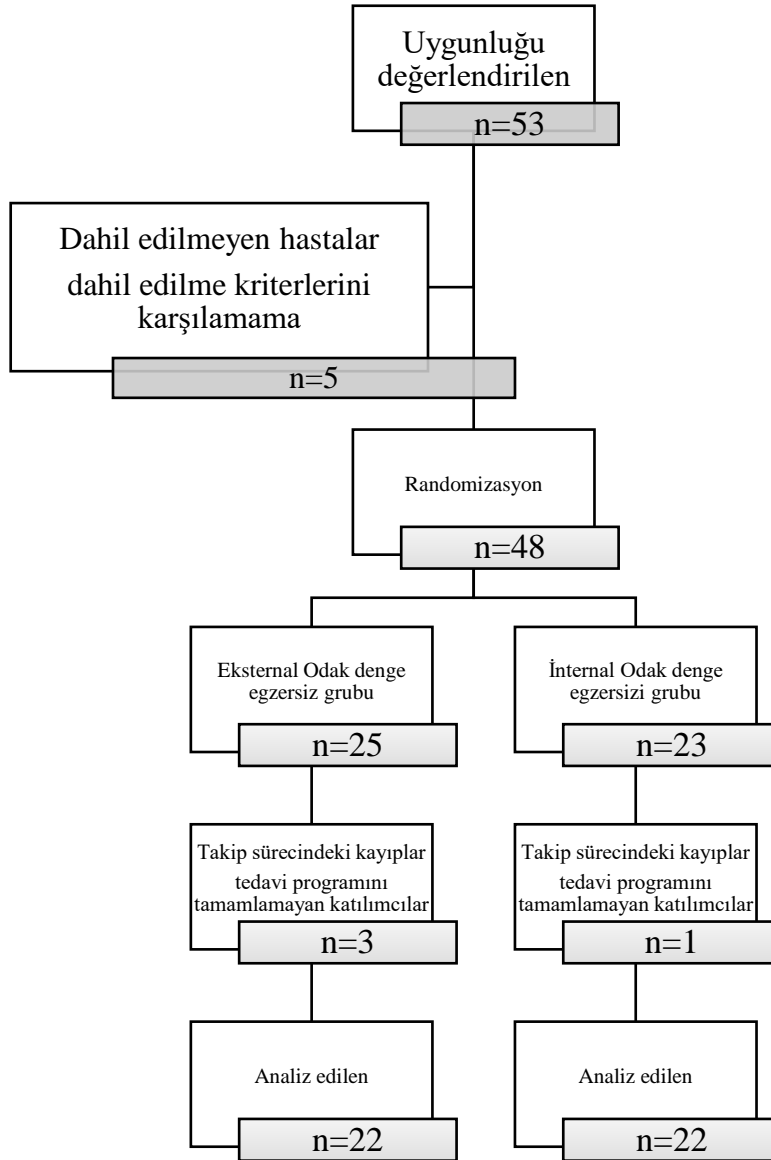 Uygunluğu
değerlendirilen
n=53
Dahil edilmeyen hastalar
dahil edilme kriterlerini
karşılamama
n=5
Randomizasyon
n=48
Eksternal Odak denge
egzersiz grubu
n=25
İnternal Odak denge
egzersizi grubu
n=23
Takip sürecindeki kayıplar
tedavi programını
tamamlamayan katılımcılar
n=3
Takip sürecindeki kayıplar
tedavi programını
tamamlamayan katılımcılar
n=1
Analiz edilen
n=22
Analiz edilen
n=22